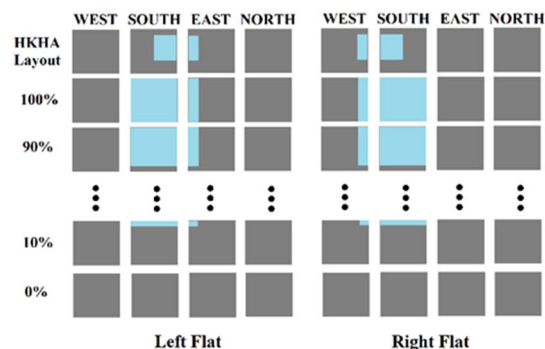 WEST SOUTH EAST NORTH WEST SOUTH EAST NORTH
HKHA
Layout
100%
90%
10%
0%
Left Flat Right Flat